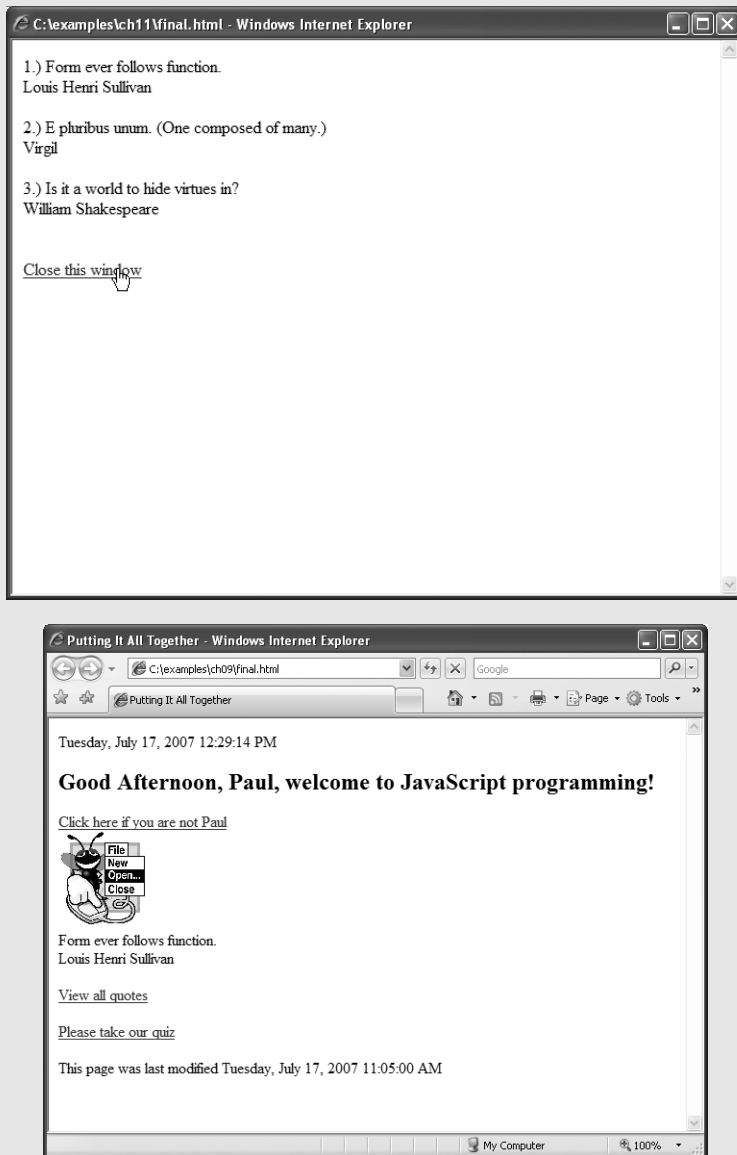 C:\examples\ch11\final.html - Windows Internet Explorer
1.) Form ever follows function.
Louis Henri Sullivan
2.) E pluribus unum. (One composed of many.)
Virgil
3.) Is it a world to hide virtues in?
William Shakespeare
Close this window
Putting It All Together - Windows Internet Explorer
C:\examples\ch09\final.html Google
Putting It All Together Page Tools »
Tuesday, July 17, 2007 12:29:14 PM
Good Afternoon, Paul, welcome to JavaScript programming!
Click here if you are not Paul
File
New
Open...
Close
Form ever follows function.
Louis Henri Sullivan
View all quotes
Please take our quiz
This page was last modified Tuesday, July 17, 2007 11:05:00 AM
My Computer 100%